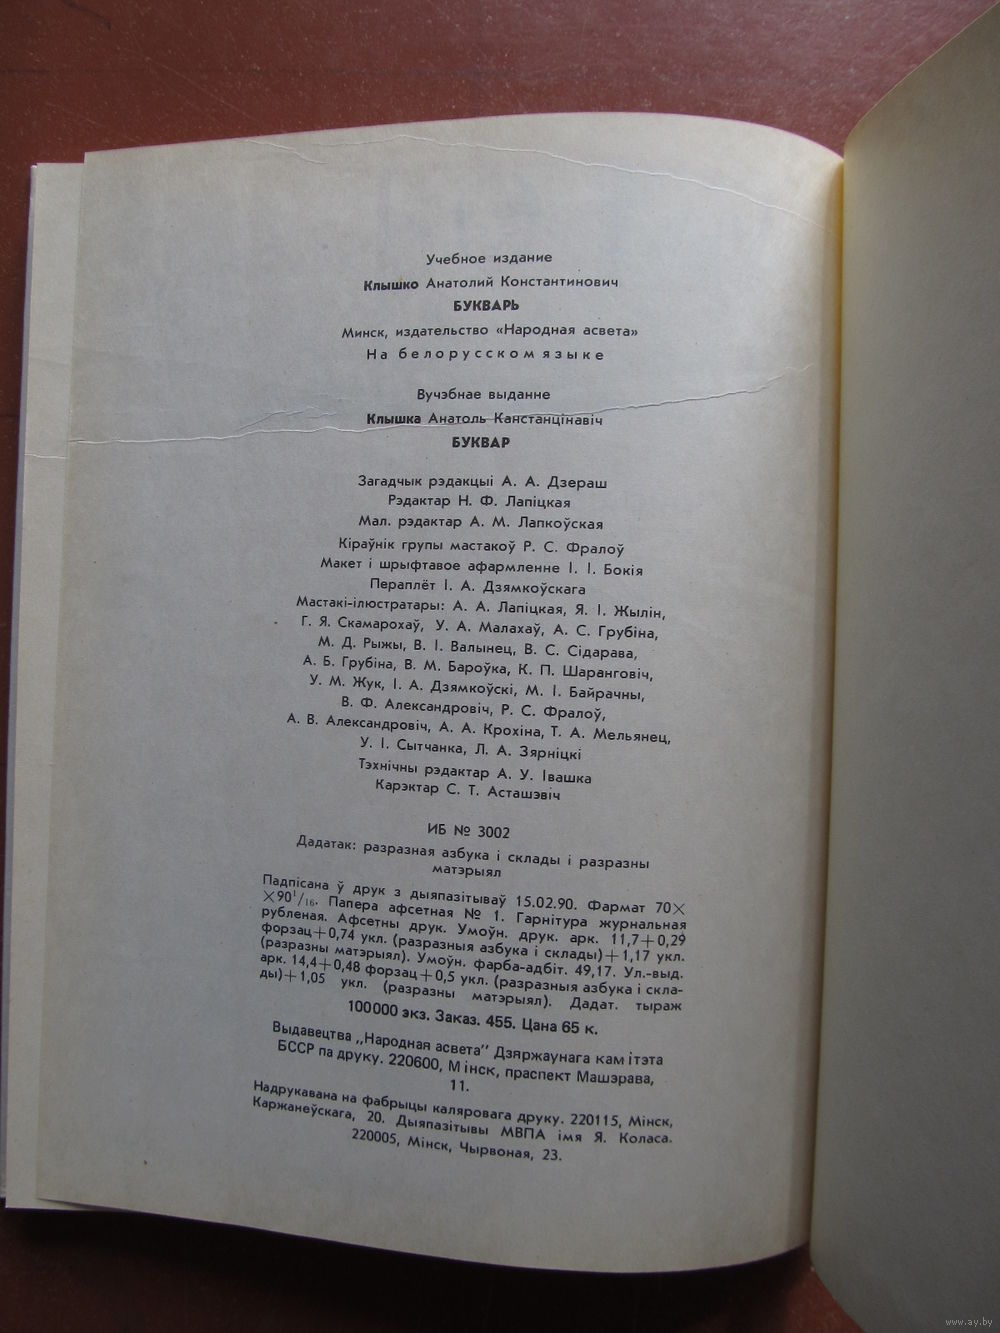 Учебное издание
Клышко Анатолий Константинович
БУКВАРЬ
Минск, издательство «Народная асвета»
На белорусском языке
Вучэбнае выданне
Клышка Анатоль Канстанцінавіч
БУКВАР
Загадчык рэдакцыі А. А. Дзераш
Рэдактар Н. Ф. Лапіцкая
Мал. рэдактар А. М. Лапкоўская
Кіраўнік групы мастакоў Р. С. Фралоў
Макет і шрыфтавое афармленне І. І. Бокія
Пераплёт І. А. Дзямкоўскага
Мастакі-ілюстратары: А. А. Лапіцкая, Я. І. Жылін,
Г. Я. Скамарохаў, У. А. Малахаў, А. С. Грубіна,
М. Д. Рыжы, В. І. Валынец, В. С. Сідарава,
А. Б. Грубіна, В. М. Бароўка, К. П. Шаранговіч,
У. М. Жук, І. А. Дзямкоўскі, М. І. Байрачны,
В. Ф. Александровіч, Р. С. Фралоў,
А. В. Александровіч, А. А. Крохіна, Т. А. Мельянец,
У. І. Сытчанка, Л. А. Зярніцкі
Тэхнічны рэдактар А. У. Івашка
Карэктар С. Т. Асташэвіч
ИБ № 3002
Дадатак: разразная азбука і склады і разразны
матэрыял
Падпісана ў друк з дыяпазітываў 15.02.90. Фармат 70×
×90¹/₁₆. Папера афсетная № 1. Гарнітура журнальная
рубленая. Афсетны друк. Умоўн. друк. арк. 11,7+0,29
форзац+0,74 укл. (разразныя азбука і склады)+1,17 укл.
(разразны матэрыял). Умоўн. фарба-адбіт. 49,17. Ул.-выд.
арк. 14,4+0,48 форзац+0,5 укл. (разразныя азбука і скла-
ды)+1,05 укл. (разразны матэрыял). Дадат. тыраж
100000 экз. Заказ. 455. Цана 65 к.
Выдавецтва „Народная асвета" Дзяржаунага кам ітэта
БССР па друку. 220600, М інск, праспект Машэрава,
11.
Надрукавана на фабрыцы каляровага друку. 220115, Мінск,
Каржанеўскага, 20. Дыяпазітывы МВПА імя Я. Коласа.
220005, Мінск, Чырвоная, 23.
www.ay.by